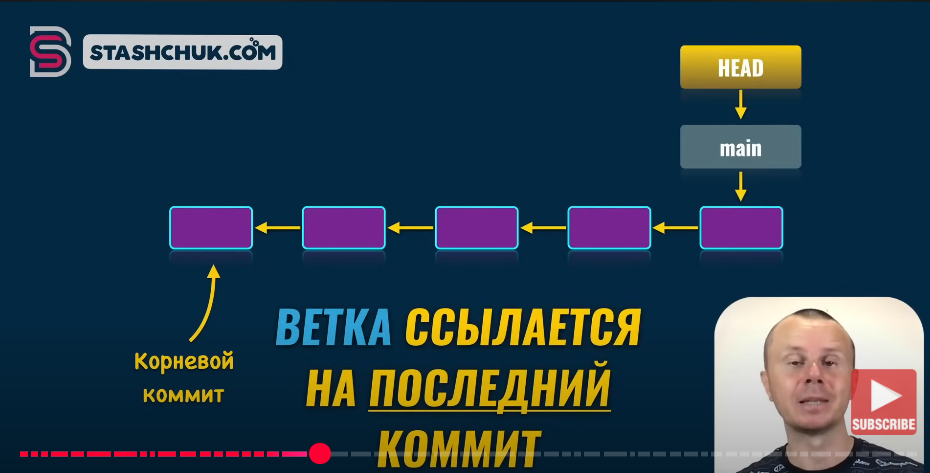 STASHCHUK.COM
HEAD
main
Корневой
коммит
ВЕТКА ССЫЛАЕТСЯ
НА ПОСЛЕДНИЙ
КОММИТ
SUBSCRIBE